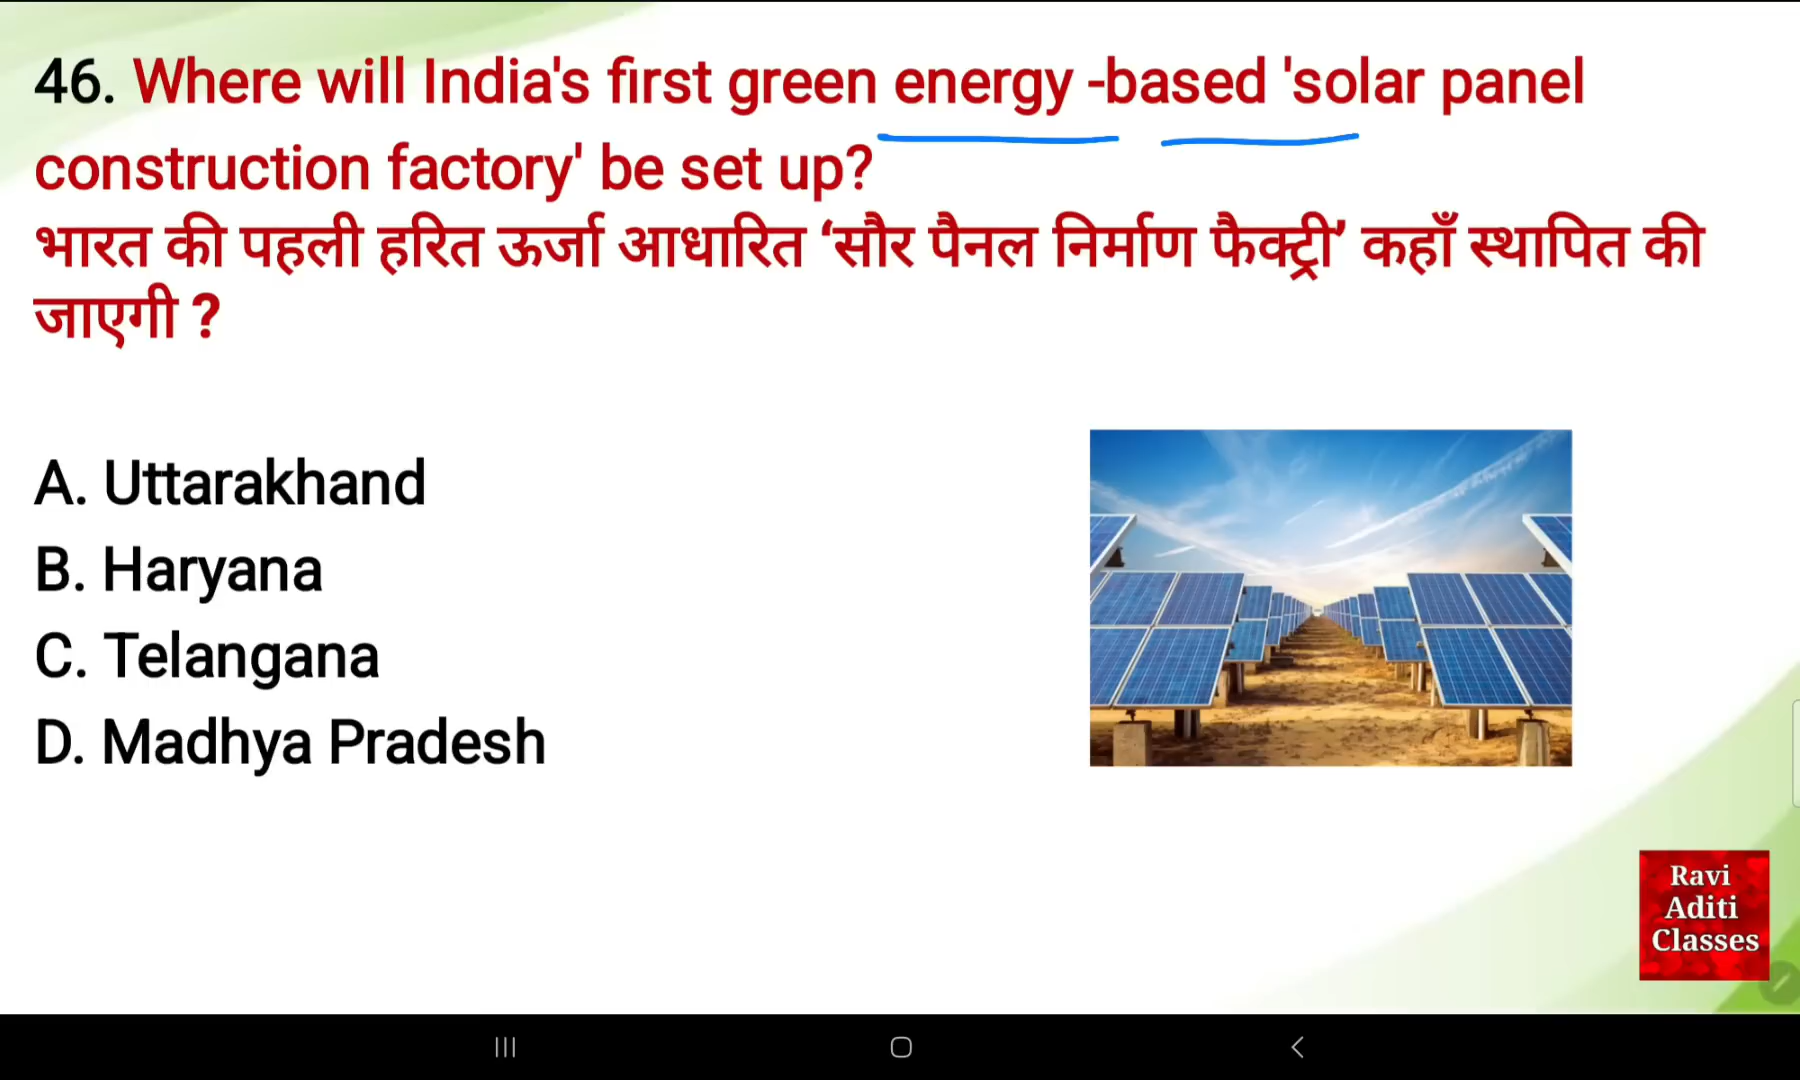 46. Where will India's first green energy -based 'solar panel
construction factory' be set up?
भारत की पहली हरित ऊर्जा आधारित ‘सौर पैनल निर्माण फैक्ट्री’ कहाँ स्थापित की
जाएगी ?
A. Uttarakhand
B. Haryana
C. Telangana
D. Madhya Pradesh
Ravi
Aditi
Classes